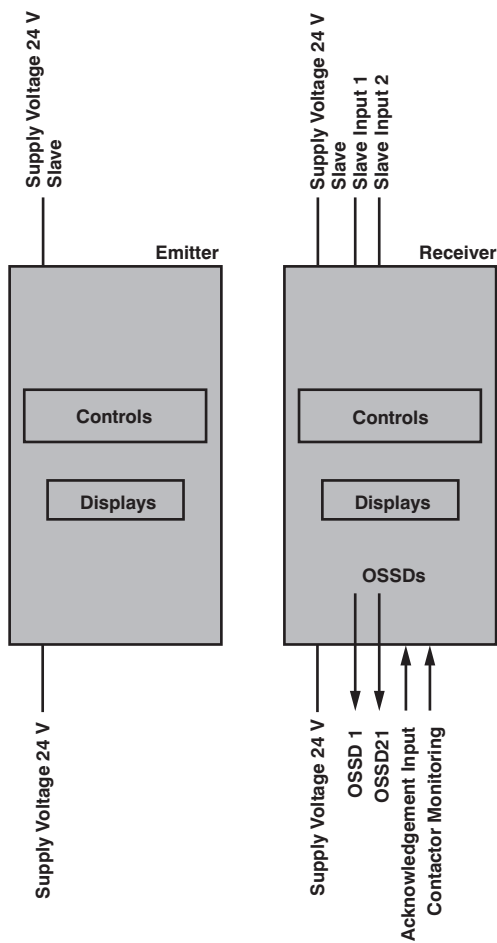 Supply Voltage 24 V
Slave
Emitter
Controls
Displays
Supply Voltage 24 V
Supply Voltage 24 V
Slave
Slave Input 1
Slave Input 2
Receiver
Controls
Displays
OSSDs
Supply Voltage 24 V
OSSD 1
OSSD21
Acknowledgement Input
Contactor Monitoring